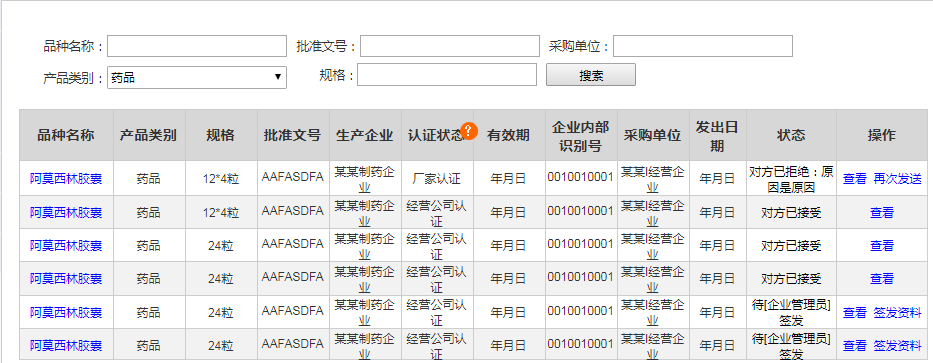 品种名称： 批准文号： 采购单位：
产品类别： 药品 规格： 搜索
品种名称 产品类别 规格 批准文号 生产企业 认证状态 ? 有效期 企业内部识别号 采购单位 发出日期 状态 操作
阿莫西林胶囊 药品 12*4粒 AAFASDFA 某某制药企业 厂家认证 年月日 0010010001 某某l经营企业 年月日 对方已拒绝：原因是原因 查看 再次发送
阿莫西林胶囊 药品 12*4粒 AAFASDFA 某某制药企业 经营公司认证 年月日 0010010001 某某l经营企业 年月日 对方已接受 查看
阿莫西林胶囊 药品 24粒 AAFASDFA 某某制药企业 经营公司认证 年月日 0010010001 某某l经营企业 年月日 对方已接受 查看
阿莫西林胶囊 药品 24粒 AAFASDFA 某某制药企业 经营公司认证 年月日 0010010001 某某l经营企业 年月日 对方已接受 查看
阿莫西林胶囊 药品 24粒 AAFASDFA 某某制药企业 经营公司认证 年月日 0010010001 某某l经营企业 年月日 待[企业管理员]签发 查看 签发资料
阿莫西林胶囊 药品 24粒 AAFASDFA 某某制药企业 经营公司认证 年月日 0010010001 某某l经营企业 年月日 待[企业管理员]签发 查看 签发资料